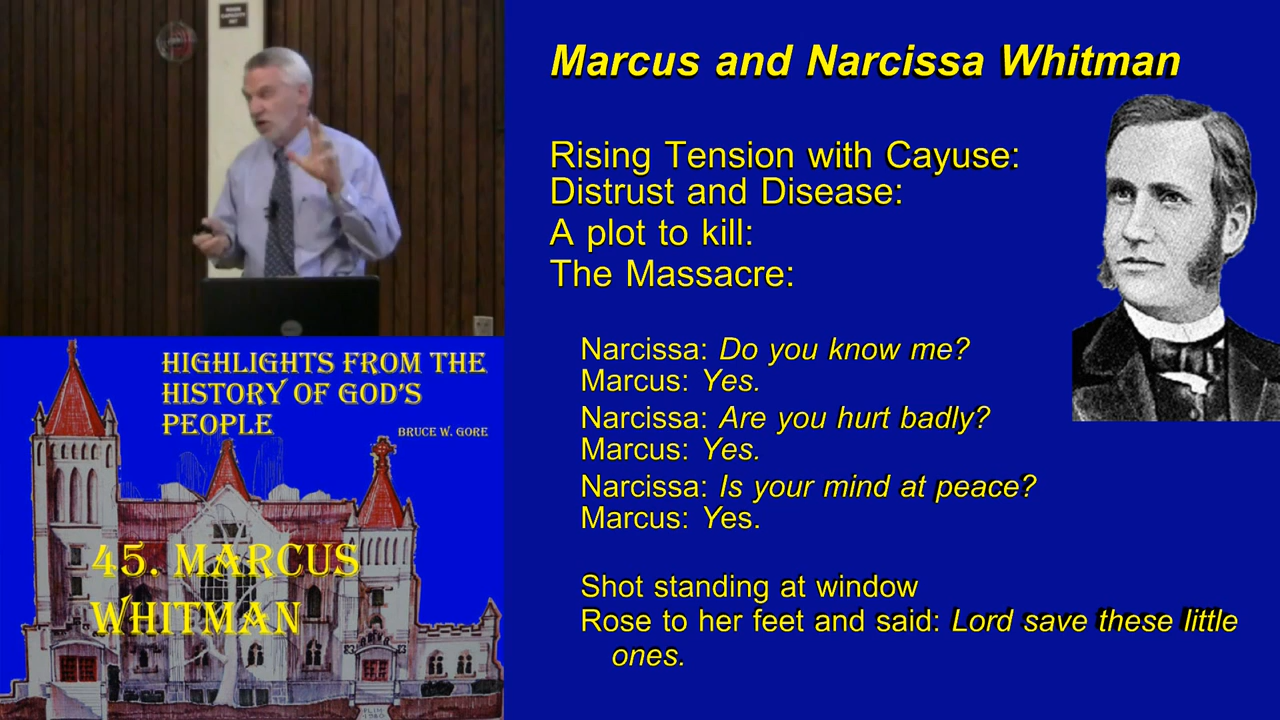 Marcus and Narcissa Whitman
Rising Tension with Cayuse:
Distrust and Disease:
A plot to kill:
The Massacre:
Narcissa: Do you know me?
Marcus: Yes.
Narcissa: Are you hurt badly?
Marcus: Yes.
Narcissa: Is your mind at peace?
Marcus: Yes.
Shot standing at window
Rose to her feet and said: Lord save these little
ones.
HIGHLIGHTS FROM THE
HISTORY OF GOD'S
PEOPLE
BRUCE W. GORE
45. MARCUS
WHITMAN